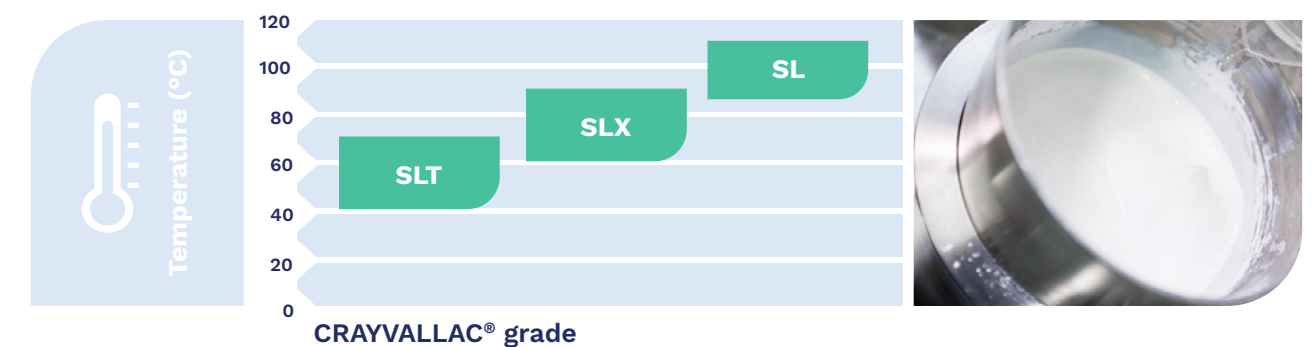 Temperature (°C)
120
100
80
60
40
20
0
SLT
SLX
SL
CRAYVALLAC® grade